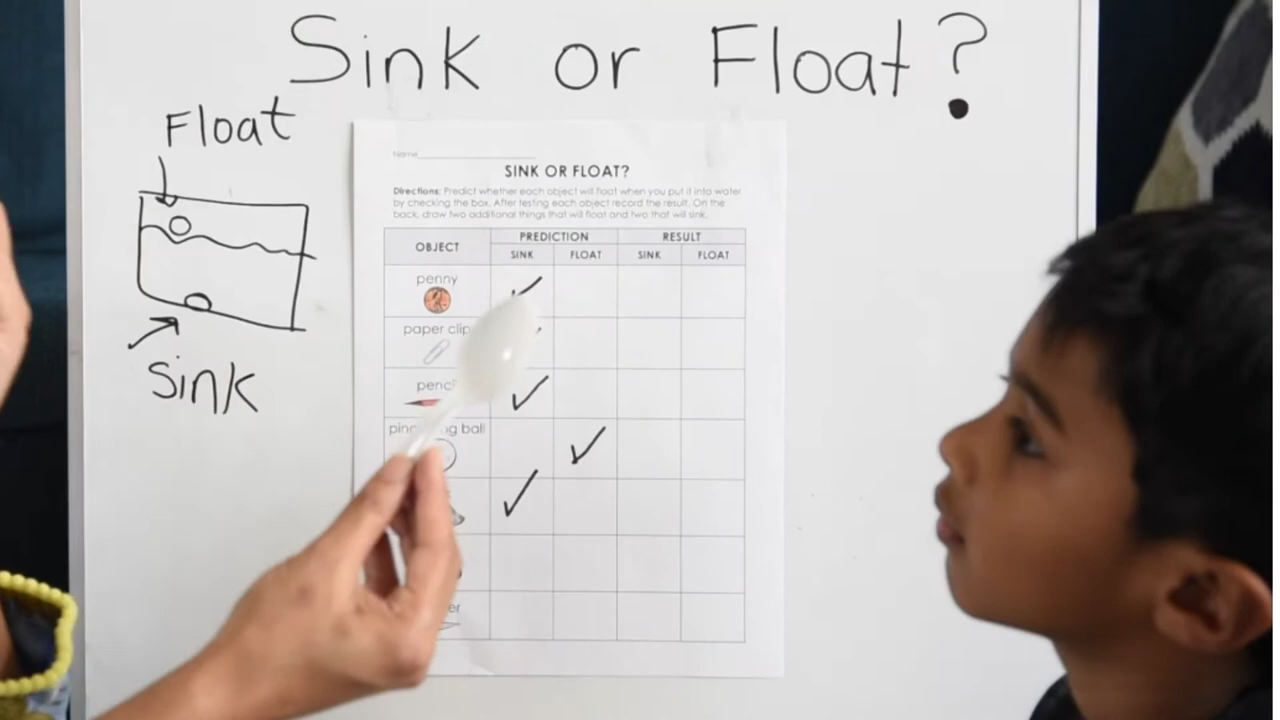 Sink or Float?
Float
Sink
Name
SINK OR FLOAT?
Directions: Predict whether each object will float when you put it into water
by checking the box. After testing each object record the result. On the
back, draw two additional things that will float and two that will sink.
OBJECT PREDICTION RESULT
SINK FLOAT SINK FLOAT
penny
paper clip
ball